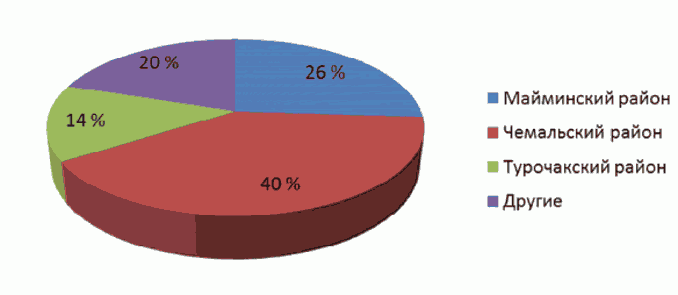 20 %
26 %
14 %
40 %
Майминский район
Чемальский район
Турочакский район
Другие